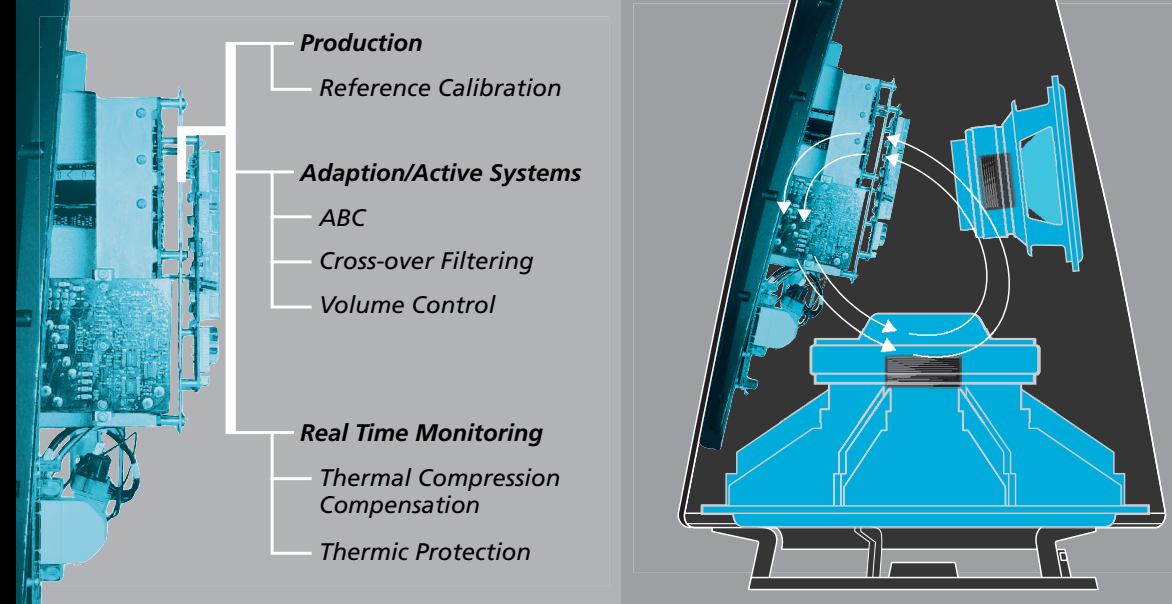 Production
Reference Calibration
Adaption/Active Systems
ABC
Cross-over Filtering
Volume Control
Real Time Monitoring
Thermal Compression
Compensation
Thermic Protection